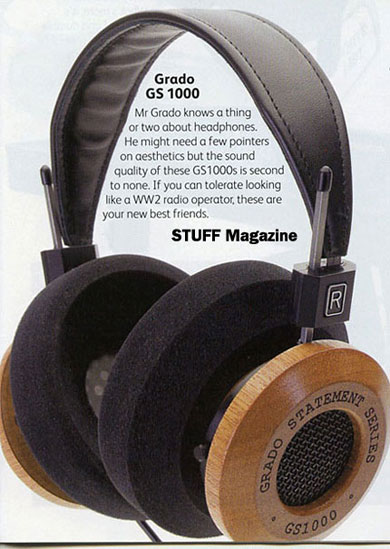 Grado
GS 1000
Mr Grado knows a thing
or two about headphones.
He might need a few pointers
on aesthetics but the sound
quality of these GS1000s is second
to none. If you can tolerate looking
like a WW2 radio operator, these are
your new best friends.
STUFF Magazine
R
GRADO STATEMENT SERIES
GS1000